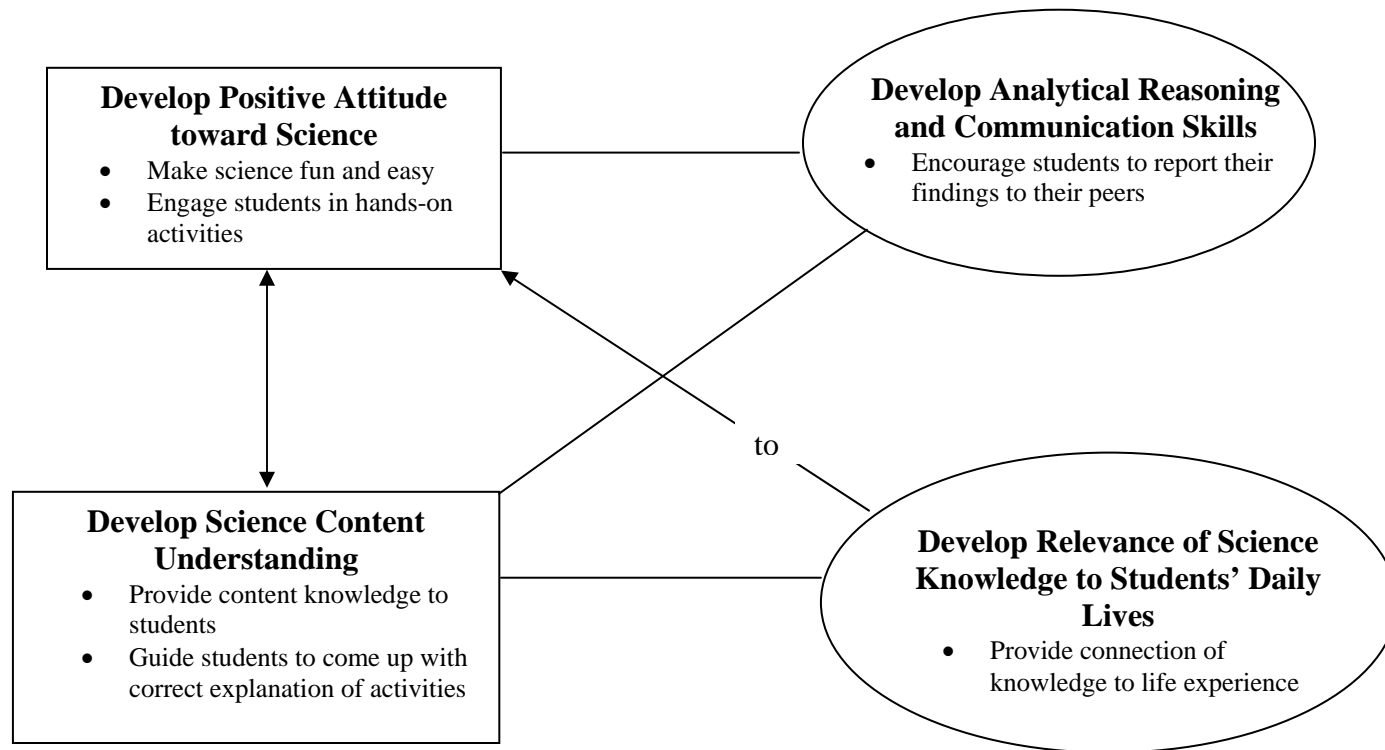 Develop Positive Attitude
toward Science
• Make science fun and easy
• Engage students in hands-on
activities
Develop Analytical Reasoning
and Communication Skills
• Encourage students to report their
findings to their peers
to
Develop Science Content
Understanding
• Provide content knowledge to
students
• Guide students to come up with
correct explanation of activities
Develop Relevance of Science
Knowledge to Students’ Daily
Lives
• Provide connection of
knowledge to life experience